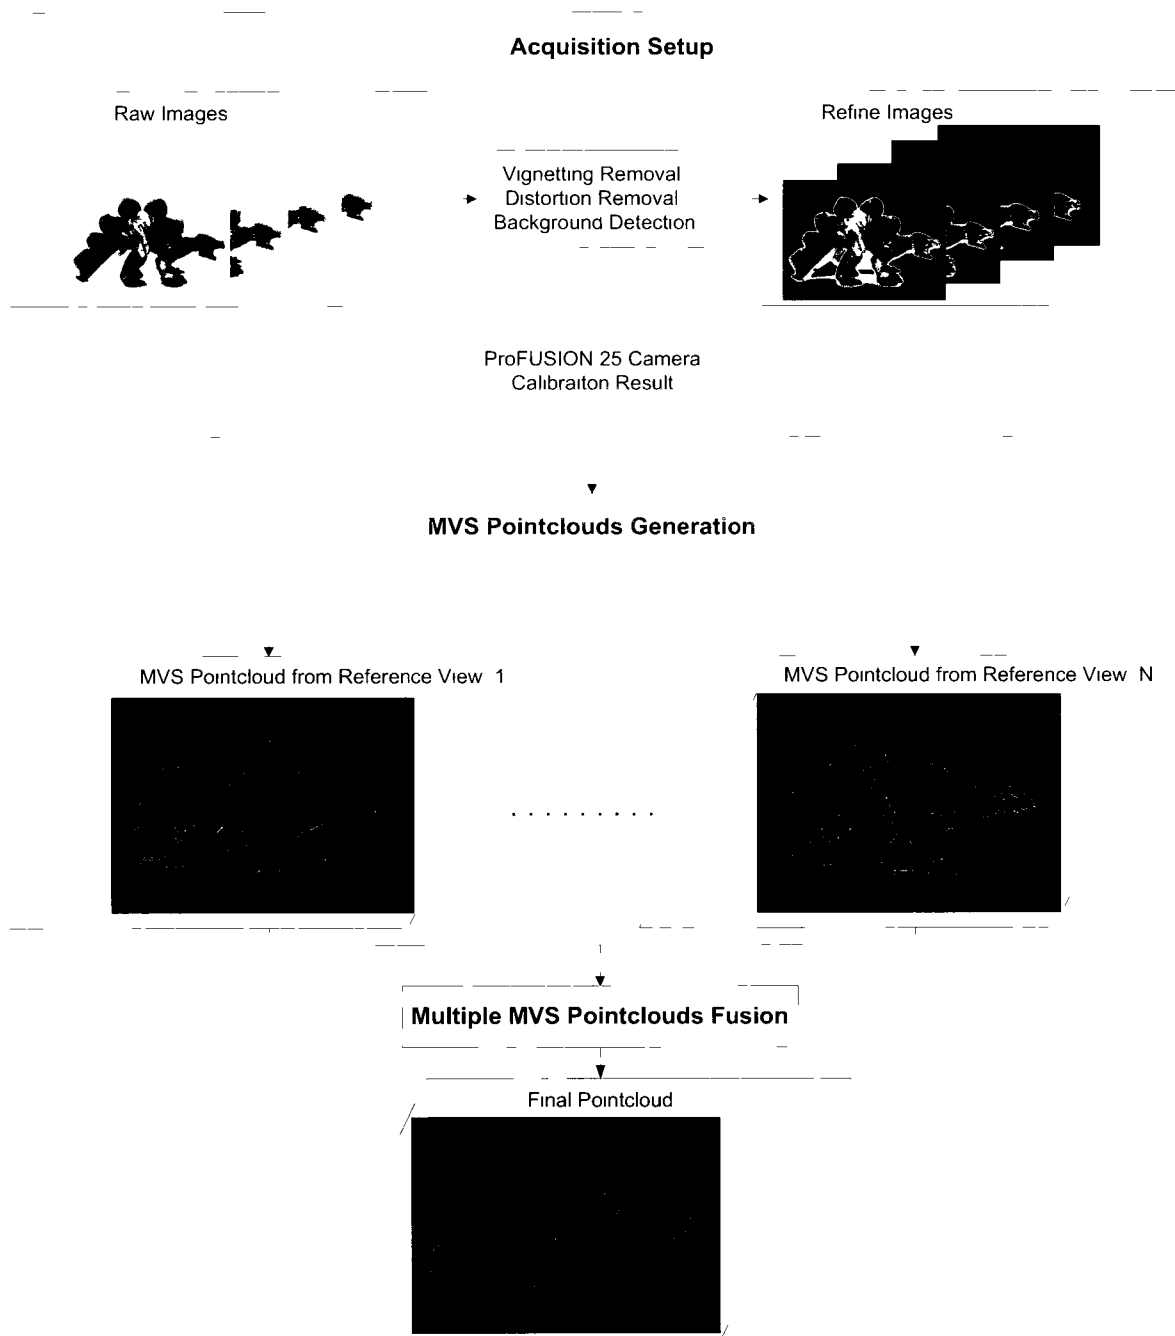 Acquisition Setup
Raw Images
Refine Images
Vignetting Removal
Distortion Removal
Background Detection
ProFUSION 25 Camera
Calibraiton Result
MVS Pointclouds Generation
MVS Pointcloud from Reference View 1
MVS Pointcloud from Reference View N
. . . . . . . . .
Multiple MVS Pointclouds Fusion
Final Pointcloud